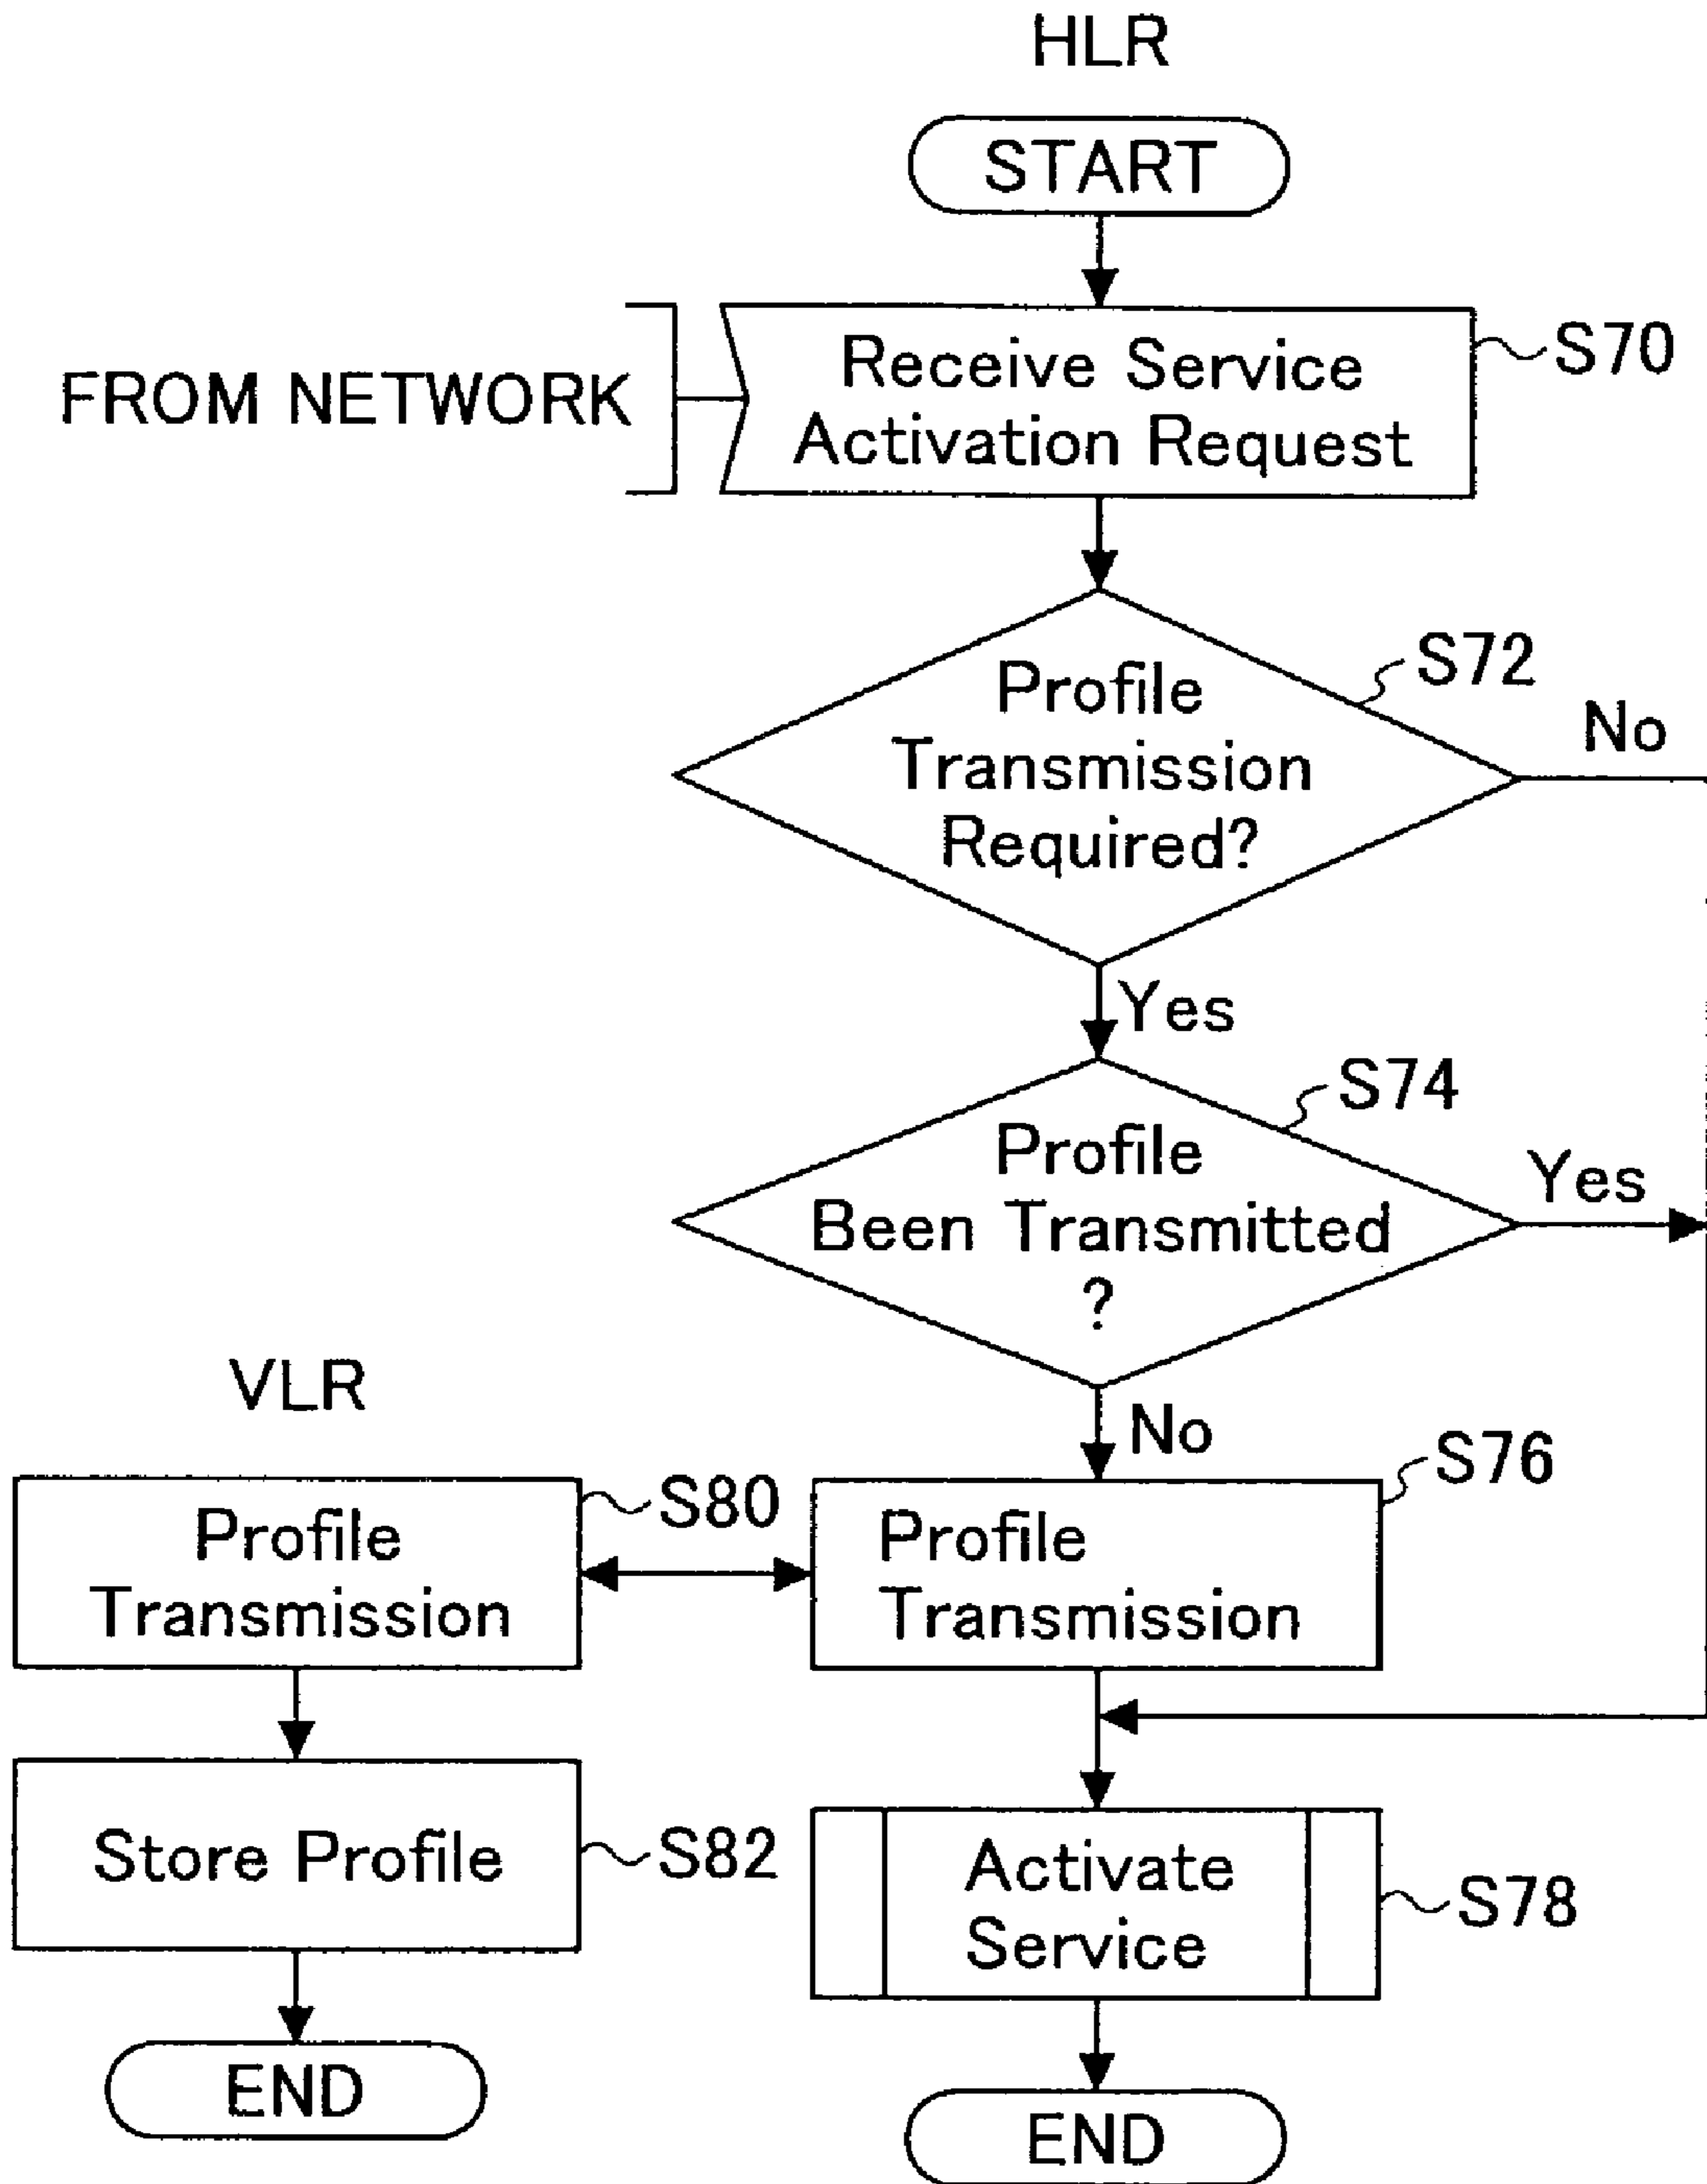 HLR
START
FROM NETWORK
Receive Service
Activation Request
S70
Profile
Transmission
Required?
S72
No
Yes
Profile
Been Transmitted
?
S74
Yes
No
VLR
Profile
Transmission
S80
Profile
Transmission
S76
Store Profile
S82
Activate
Service
S78
END
END